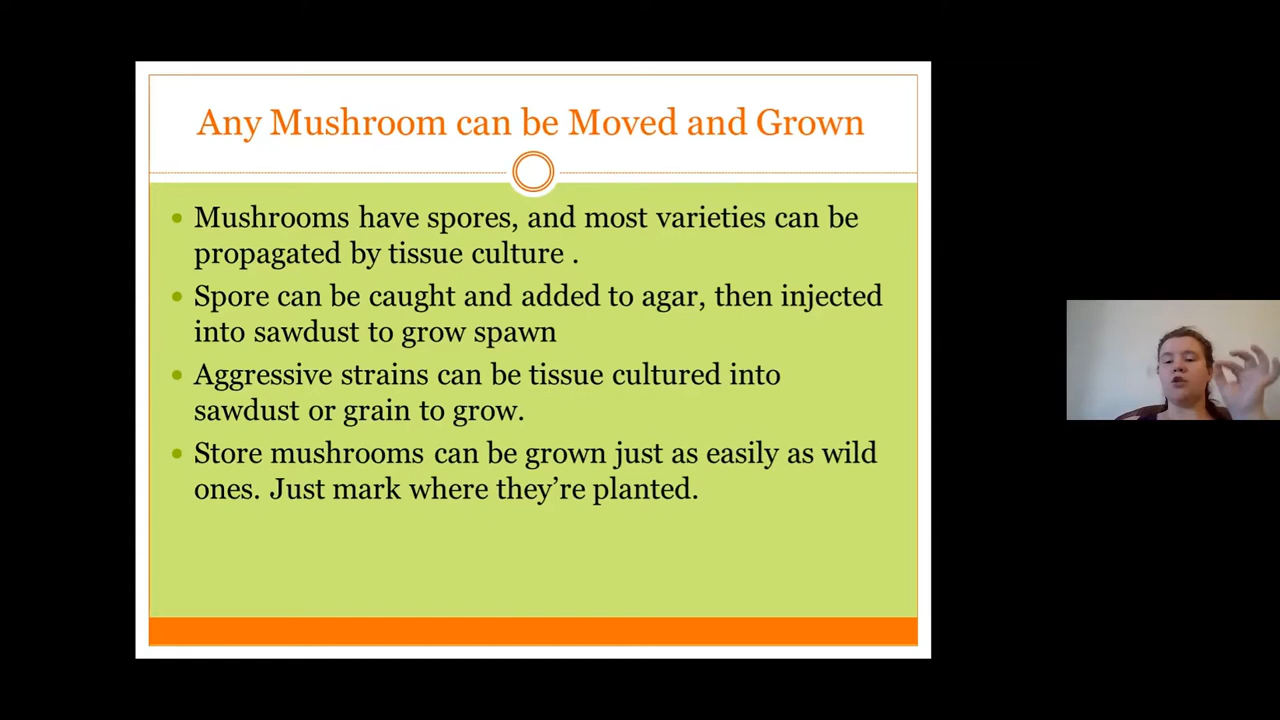 Any Mushroom can be Moved and Grown
Mushrooms have spores, and most varieties can be
propagated by tissue culture .
Spore can be caught and added to agar, then injected
into sawdust to grow spawn
Aggressive strains can be tissue cultured into
sawdust or grain to grow.
Store mushrooms can be grown just as easily as wild
ones. Just mark where they’re planted.